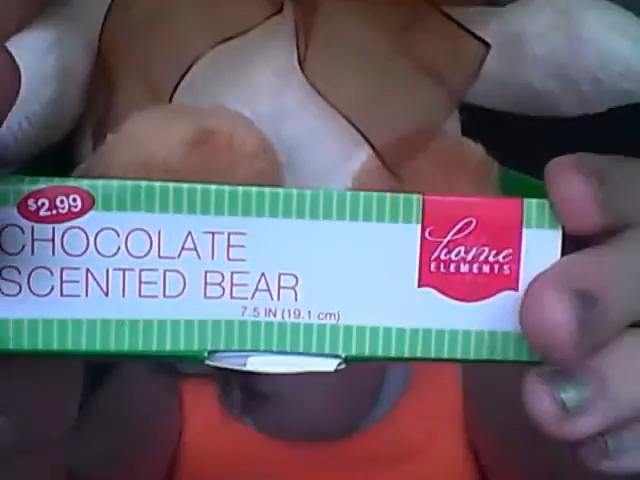 $2.99
CHOCOLATE
SCENTED BEAR
7.5 IN (19.1 cm)
home
ELEMENTS